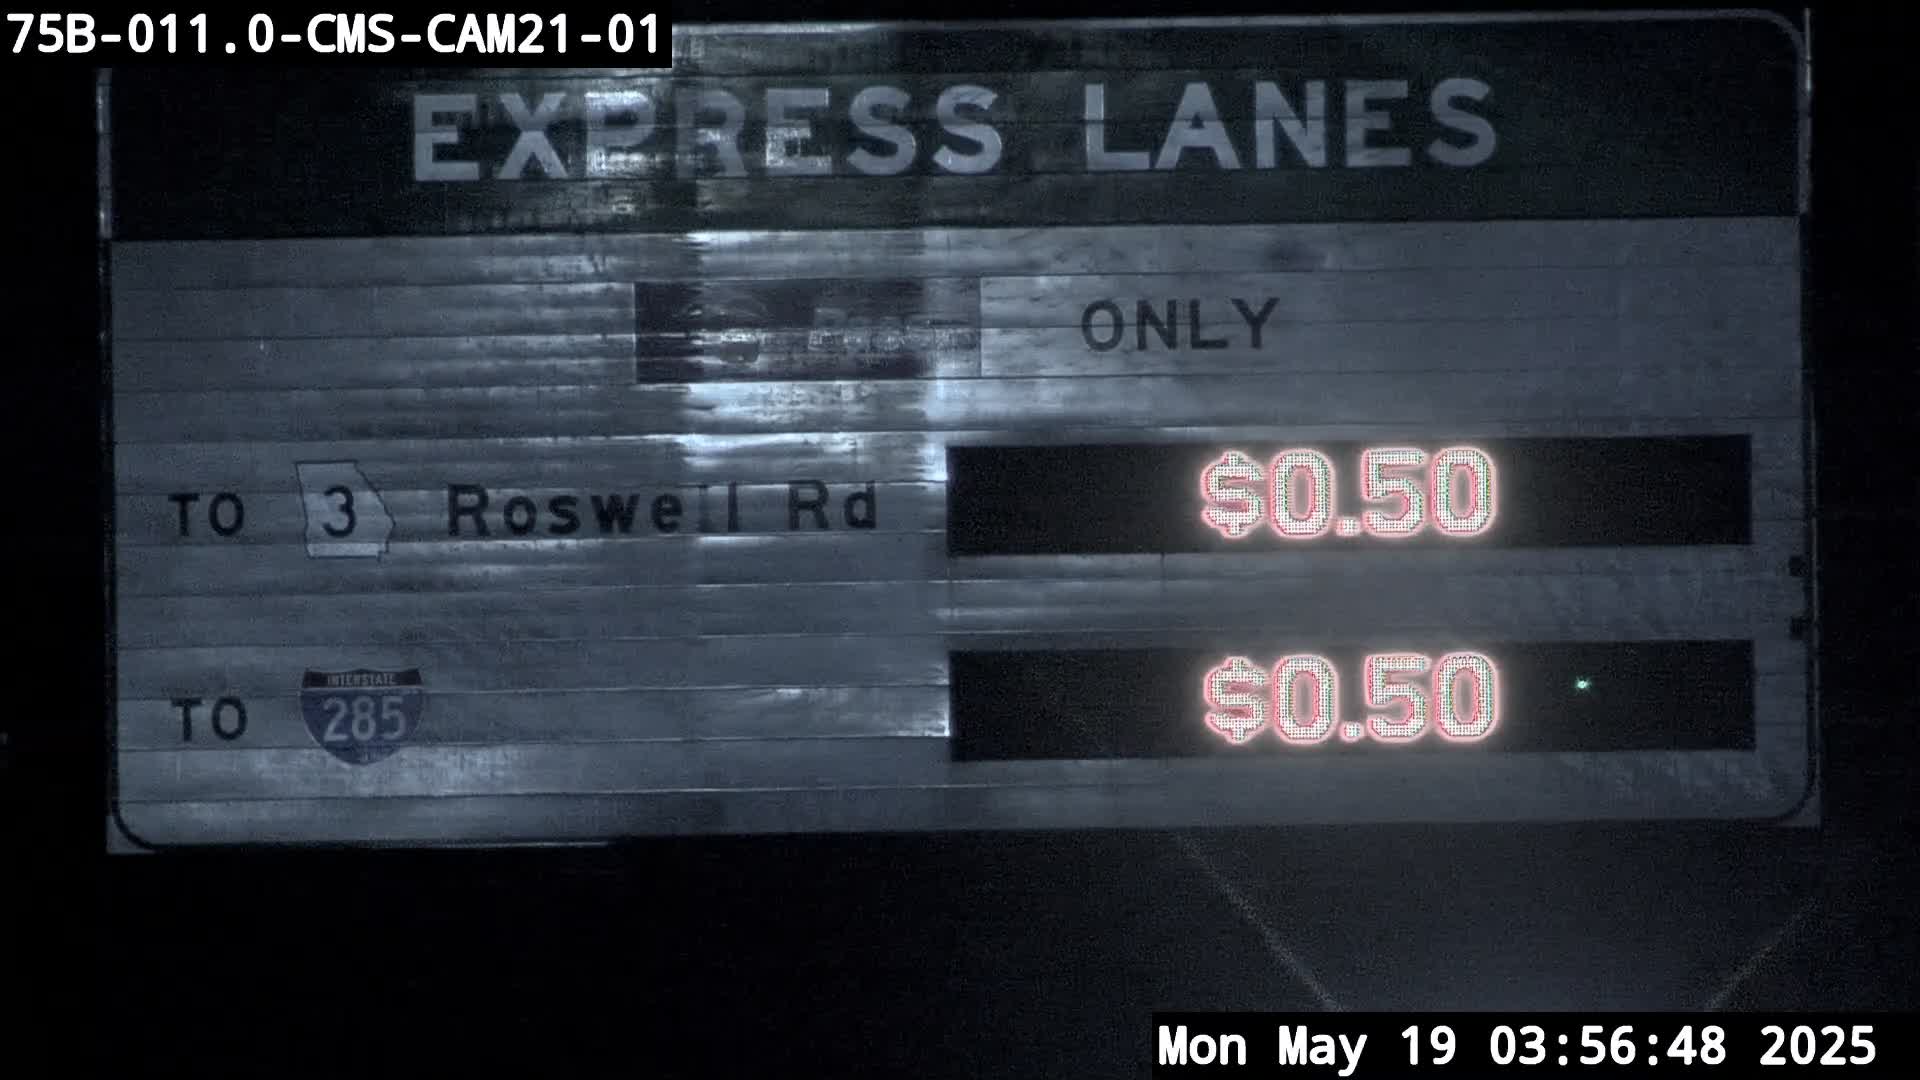 75B-011.0-CMS-CAM21-01
EXPRESS LANES
ONLY
TO 3 Roswell Rd $0.50
TO INTERSTATE 285 $0.50
Mon May 19 03:56:48 2025